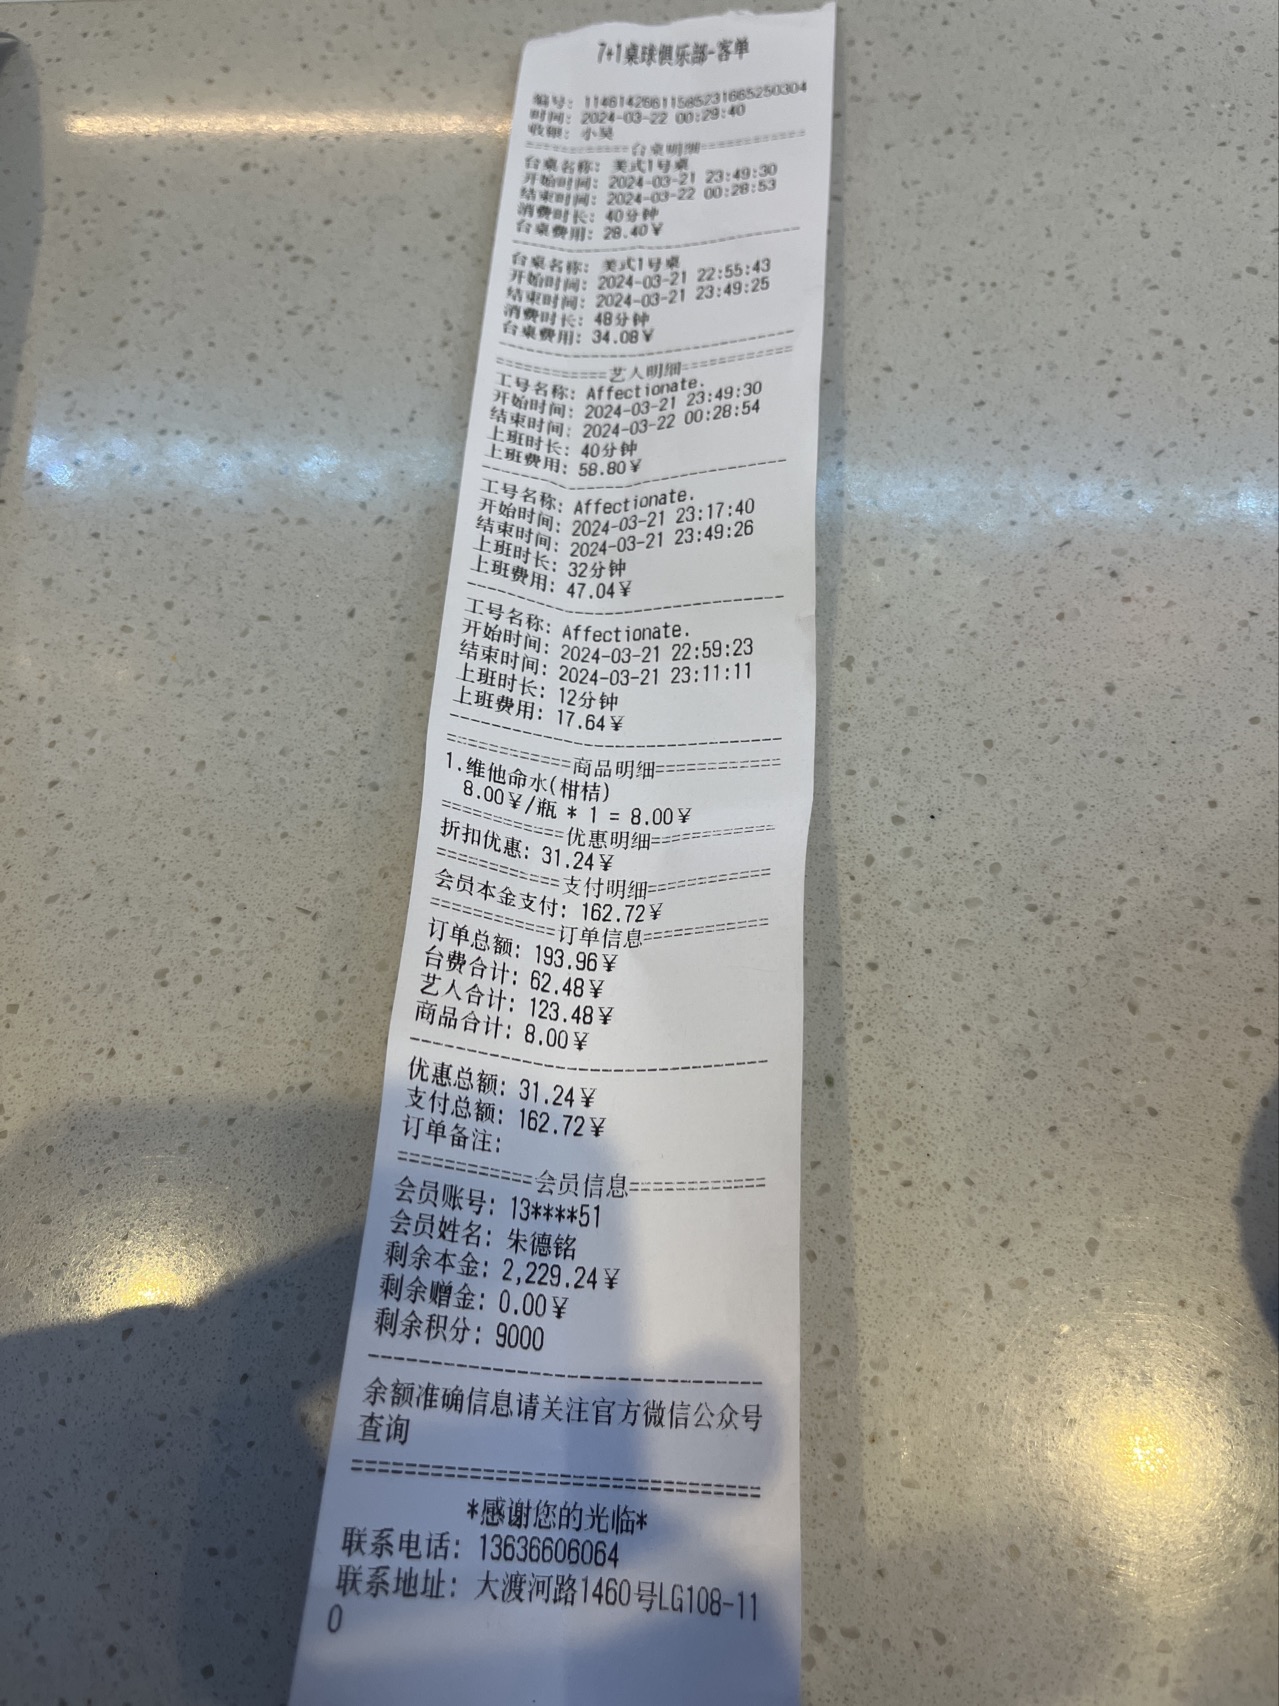 7+1桌球俱乐部-客单
编号: 1146142661158523166525​0304
时间: 2024-03-22 00:29:40
收银: 小吴
============台桌明细============
台桌名称: 美式1号桌
开始时间: 2024-03-21 23:49:30
结束时间: 2024-03-22 00:28:53
消费时长: 40分钟
台桌费用: 28.40¥
台桌名称: 美式1号桌
开始时间: 2024-03-21 22:55:43
结束时间: 2024-03-21 23:49:25
消费时长: 48分钟
台桌费用: 34.08¥
============艺人明细============
工号名称: Affectionate.
开始时间: 2024-03-21 23:49:30
结束时间: 2024-03-22 00:28:54
上班时长: 40分钟
上班费用: 58.80¥
工号名称: Affectionate.
开始时间: 2024-03-21 23:17:40
结束时间: 2024-03-21 23:49:26
上班时长: 32分钟
上班费用: 47.04¥
工号名称: Affectionate.
开始时间: 2024-03-21 22:59:23
结束时间: 2024-03-21 23:11:11
上班时长: 12分钟
上班费用: 17.64¥
============商品明细============
1.维他命水(柑桔)
8.00¥/瓶 * 1 = 8.00¥
============优惠明细============
折扣优惠: 31.24¥
============支付明细============
会员本金支付: 162.72¥
============订单信息============
订单总额: 193.96¥
台费合计: 62.48¥
艺人合计: 123.48¥
商品合计: 8.00¥
优惠总额: 31.24¥
支付总额: 162.72¥
订单备注:
============会员信息============
会员账号: 13****51
会员姓名: 朱德铭
剩余本金: 2,229.24¥
剩余赠金: 0.00¥
剩余积分: 9000
余额准确信息请关注官方微信公众号
查询
*感谢您的光临*
联系电话: 13636606064
联系地址: 大渡河路1460号LG108-11
0